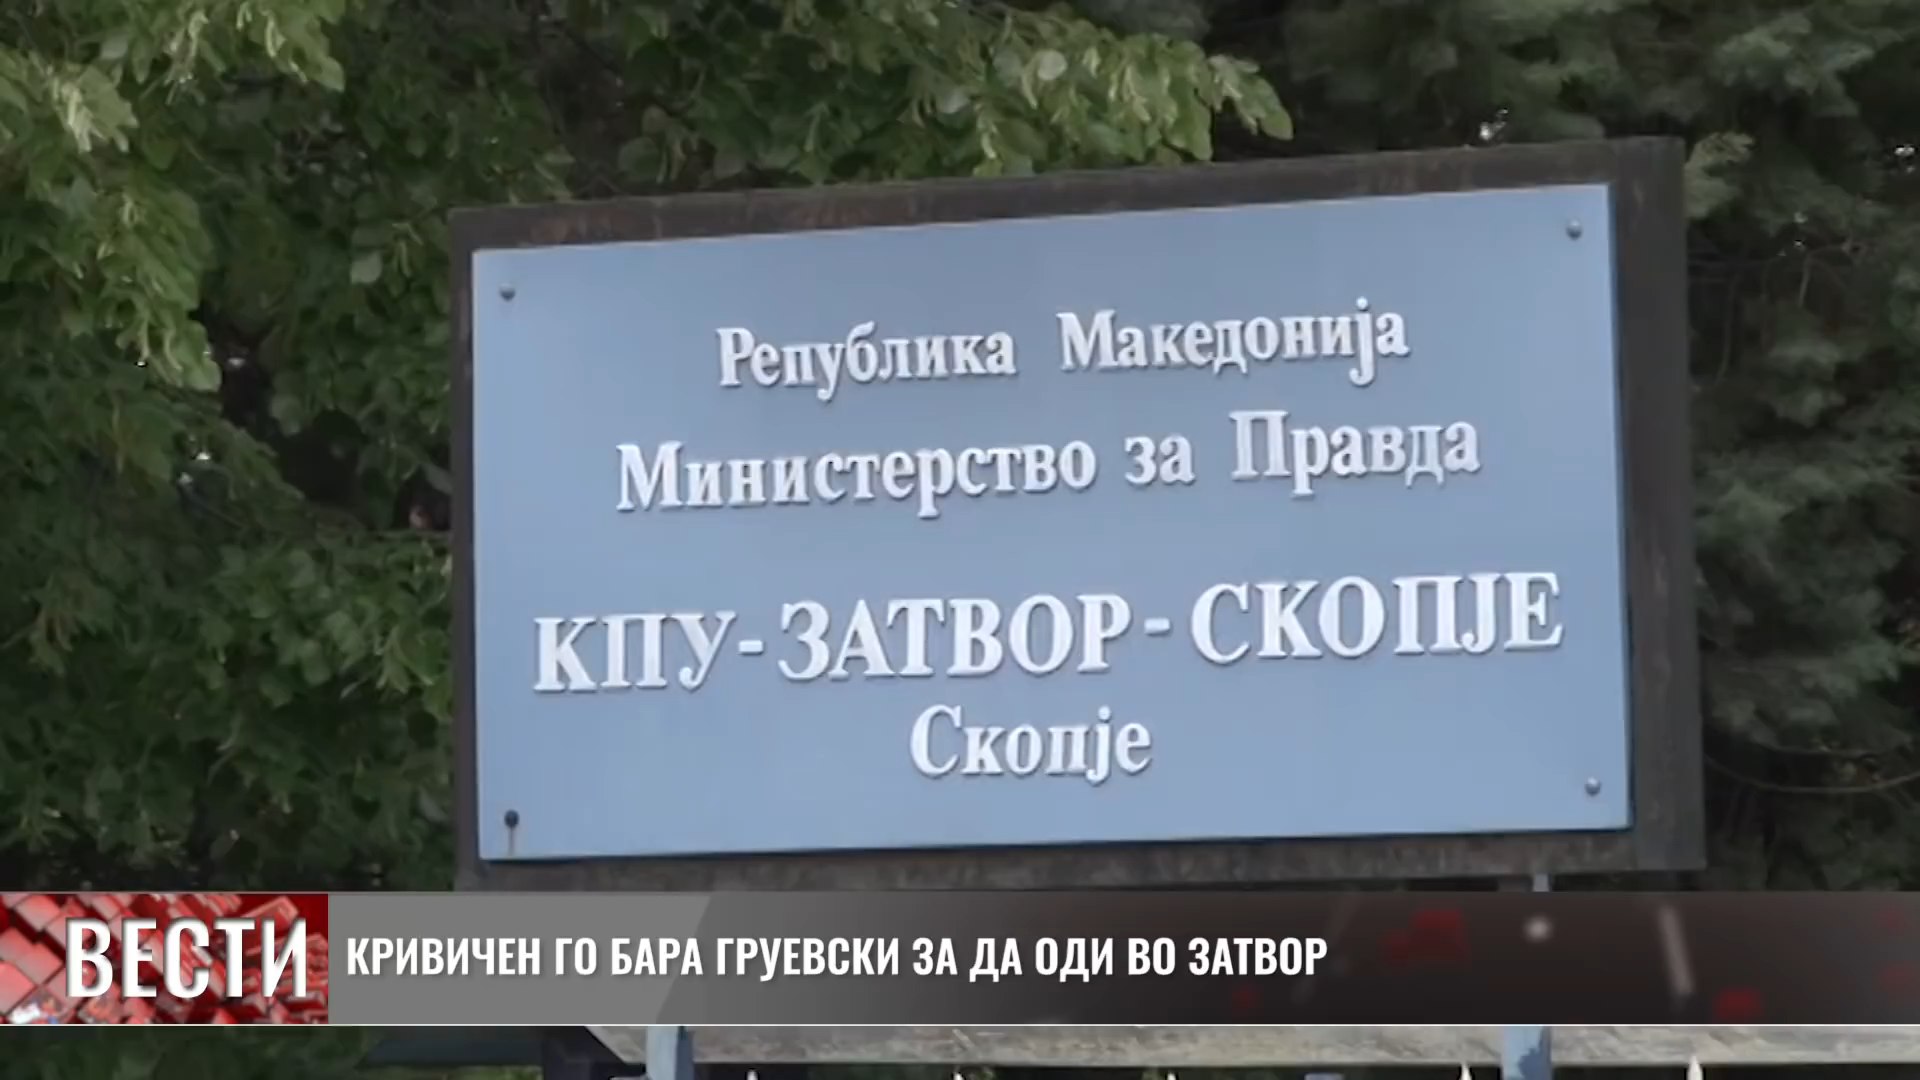 Република Македонија
Министерство за Правда
КПУ-ЗАТВОР-СКОПЈЕ
Скопје
ВЕСТИ
КРИВИЧЕН ГО БАРА ГРУЕВСКИ ЗА ДА ОДИ ВО ЗАТВОР